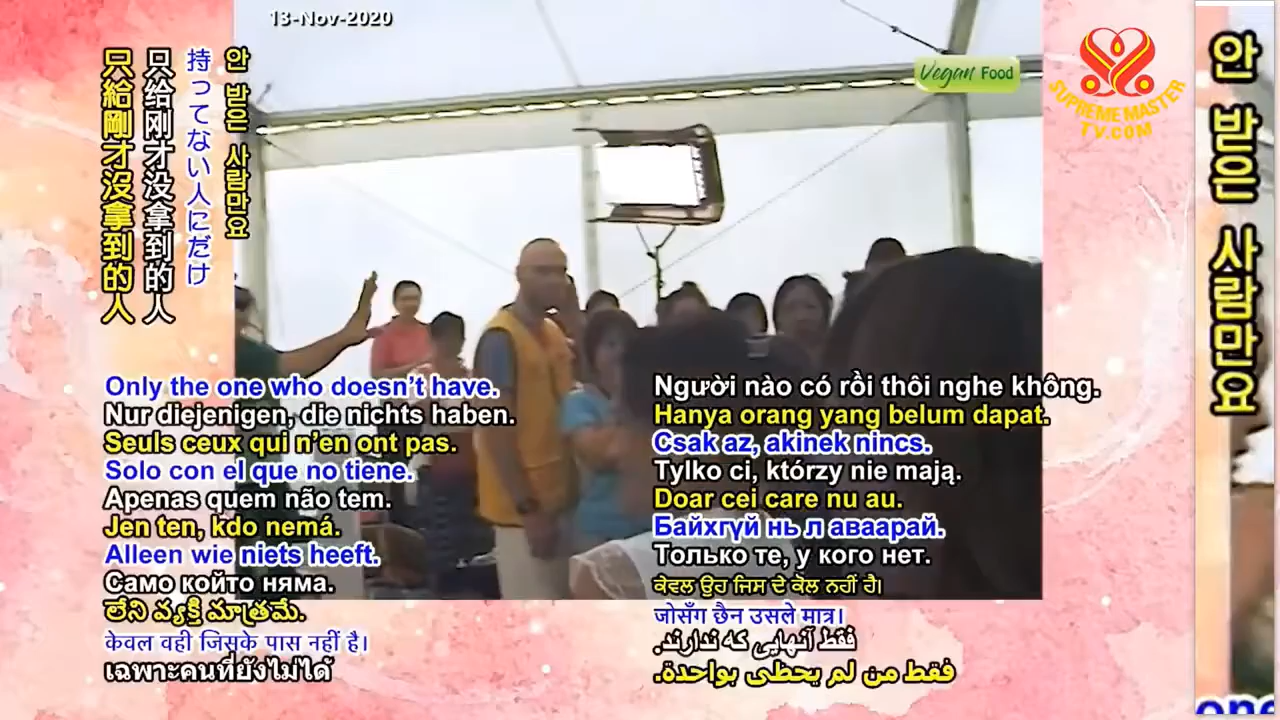 13-Nov-2020
Vegan Food
SUPREME MASTER
TV.COM
안 받은 사람만요
持ってない人にだけ
只给刚才没拿到的人
只給剛才沒拿到的人
Only the one who doesn't have.
Nur diejenigen, die nichts haben.
Seuls ceux qui n'en ont pas.
Solo con el que no tiene.
Apenas quem não tem.
Jen ten, kdo nemá.
Alleen wie niets heeft.
Само който няма.
లేని వ్యక్తి మాత్రమే.
केवल वही जिसके पास नहीं है।
เฉพาะคนที่ยังไม่ได้
Người nào có rồi thôi nghe không.
Hanya orang yang belum dapat.
Csak az, akinek nincs.
Tylko ci, którzy nie mają.
Doar cei care nu au.
Байхгүй нь л аваарай.
Только те, у кого нет.
ਕੇਵਲ ਉਹ ਜਿਸ ਦੇ ਕੋਲ ਨਹੀਂ ਹੈ।
जोसँग छैन उसले मात्र।
فقط آنهایی که ندارند.
فقط من لم يحظى بواحدة.
안 받은 사람만요
one